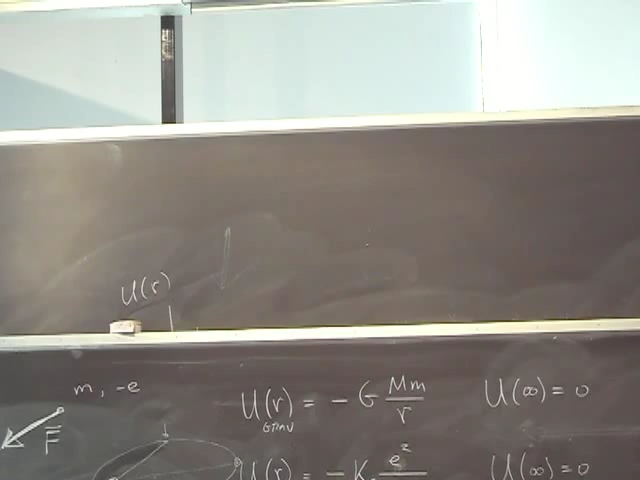 U(r)
m, -e
U(r) = - G Mm/r U(∞) = 0
GRAV
F
U(r) = - K e² U(∞) = 0